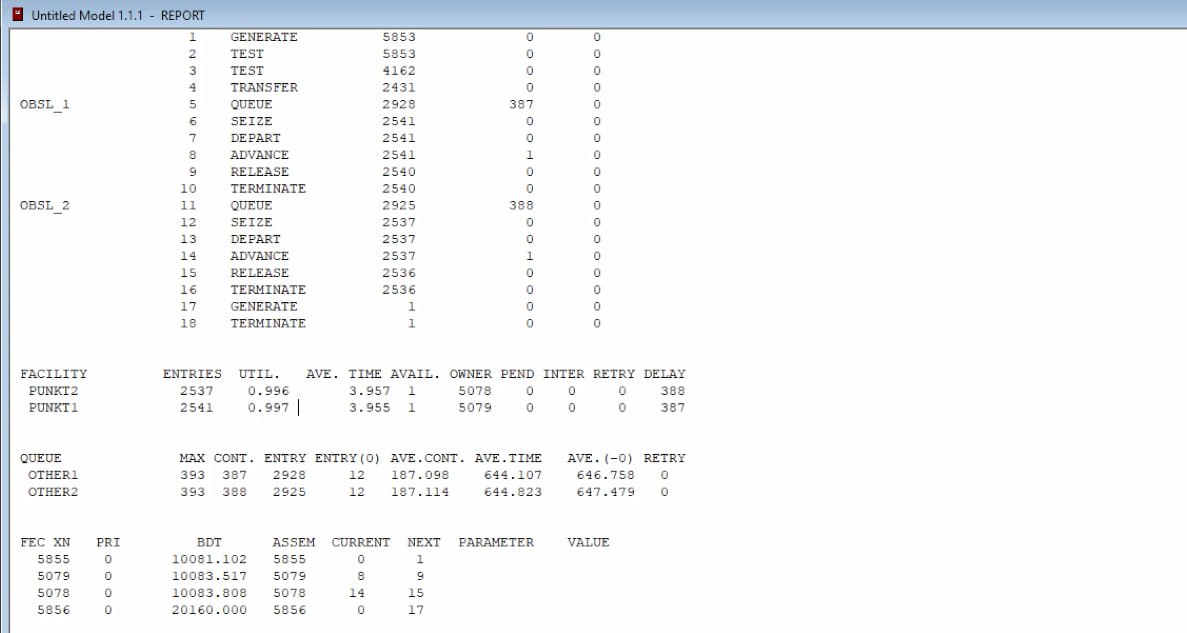 Untitled Model 1.1.1 - REPORT
1 GENERATE 5853 0 0
2 TEST 5853 0 0
3 TEST 4162 0 0
4 TRANSFER 2431 0 0
OBSL_1 5 QUEUE 2928 387 0
6 SEIZE 2541 0 0
7 DEPART 2541 0 0
8 ADVANCE 2541 1 0
9 RELEASE 2540 0 0
10 TERMINATE 2540 0 0
OBSL_2 11 QUEUE 2925 388 0
12 SEIZE 2537 0 0
13 DEPART 2537 0 0
14 ADVANCE 2537 1 0
15 RELEASE 2536 0 0
16 TERMINATE 2536 0 0
17 GENERATE 1 0 0
18 TERMINATE 1 0 0
FACILITY ENTRIES UTIL. AVE. TIME AVAIL. OWNER PEND INTER RETRY DELAY
PUNKT2 2537 0.996 3.957 1 5078 0 0 0 388
PUNKT1 2541 0.997 3.955 1 5079 0 0 0 387
QUEUE MAX CONT. ENTRY ENTRY(0) AVE.CONT. AVE.TIME AVE.(-0) RETRY
OTHER1 393 387 2928 12 187.098 644.107 646.758 0
OTHER2 393 388 2925 12 187.114 644.823 647.479 0
FEC XN PRI BDT ASSEM CURRENT NEXT PARAMETER VALUE
5855 0 10081.102 5855 0 1
5079 0 10083.517 5079 8 9
5078 0 10083.808 5078 14 15
5856 0 20160.000 5856 0 17